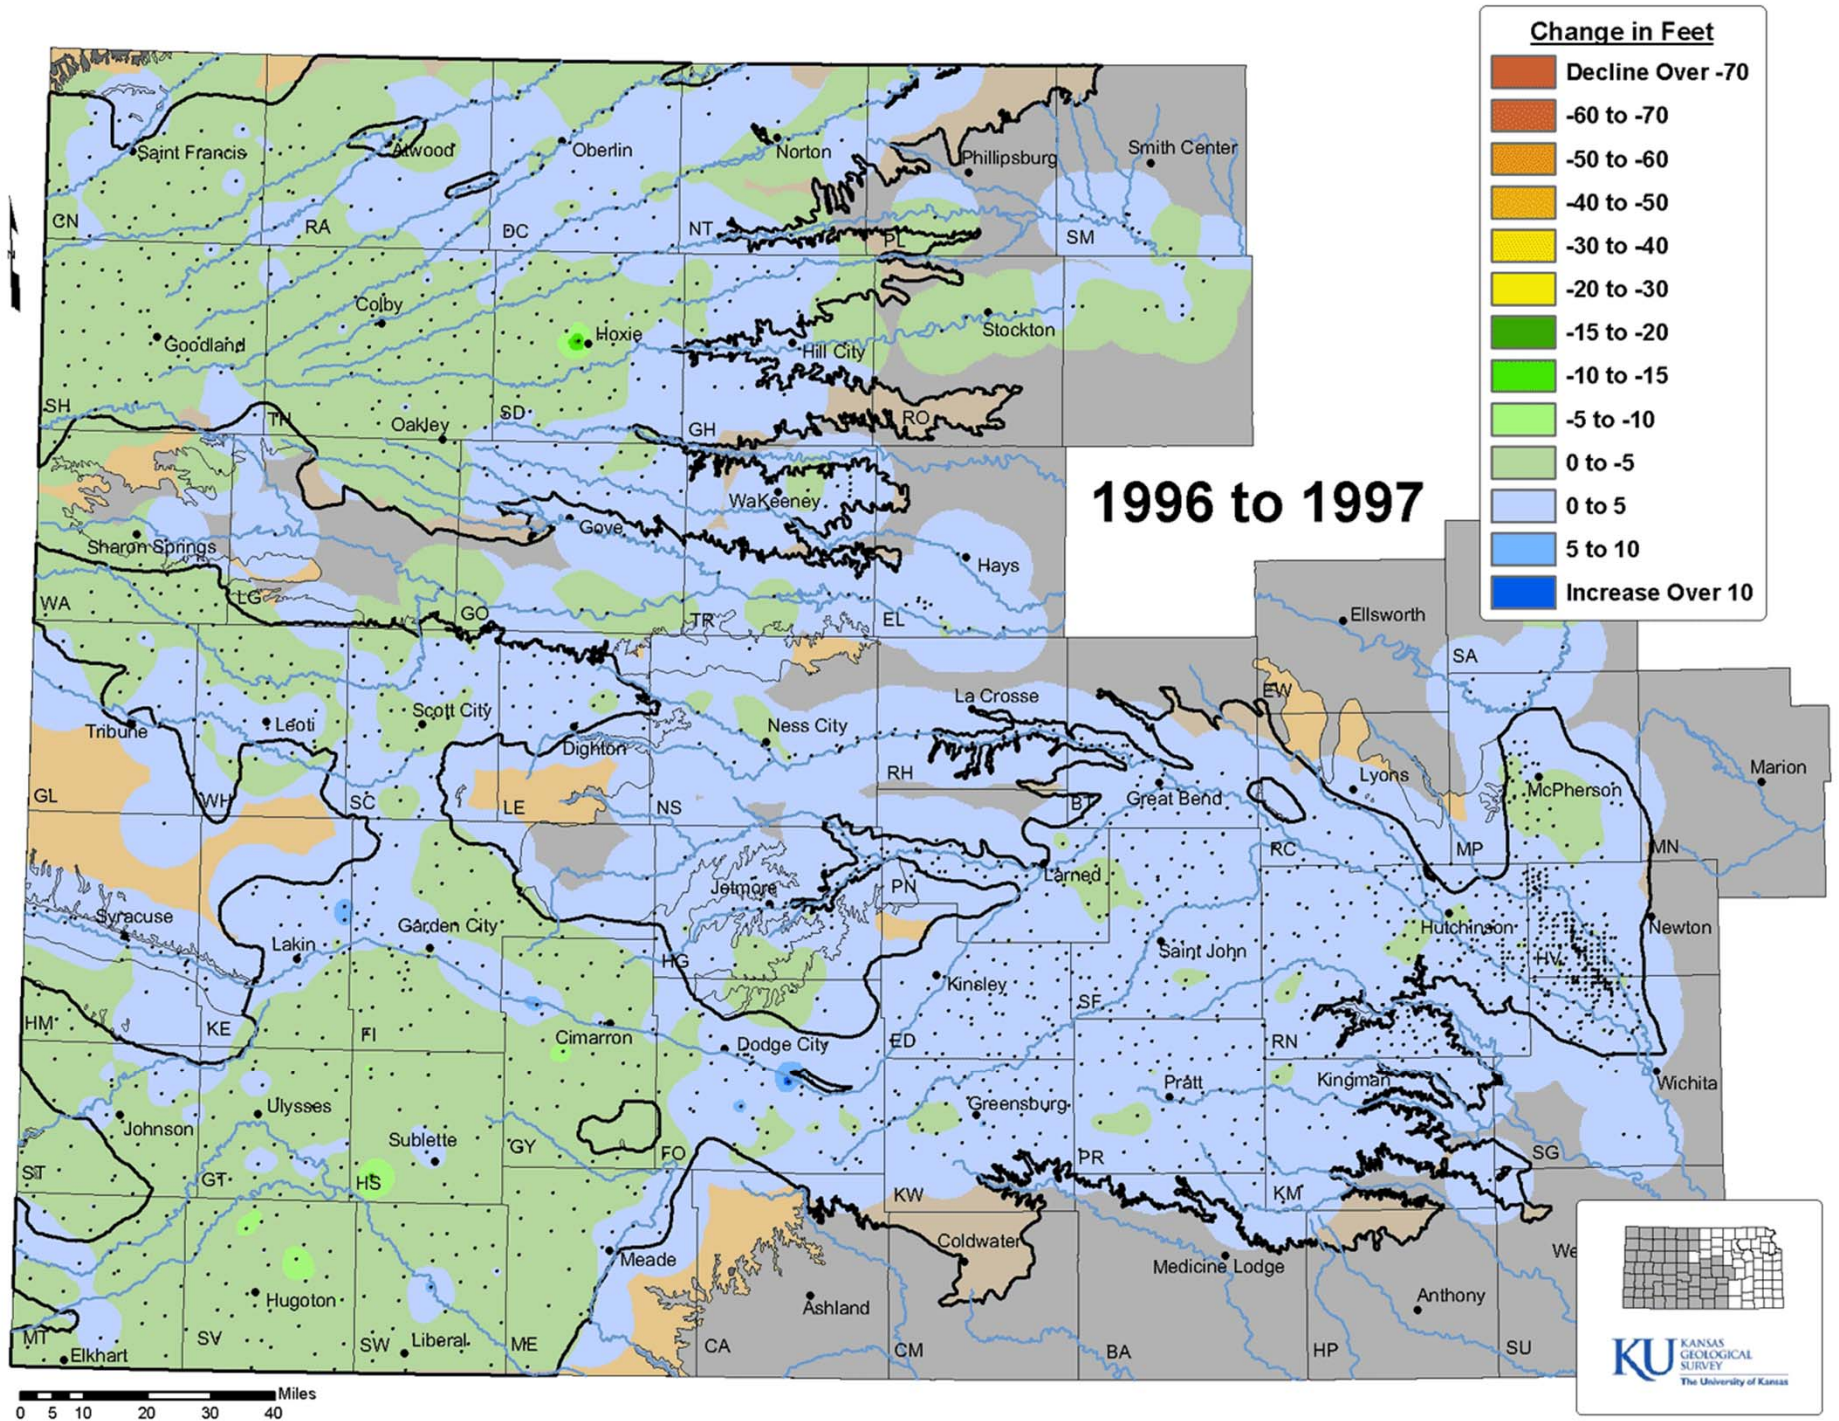 Change in Feet
Decline Over -70
-60 to -70
-50 to -60
-40 to -50
-30 to -40
-20 to -30
-15 to -20
-10 to -15
-5 to -10
0 to -5
0 to 5
5 to 10
Increase Over 10
1996 to 1997
Saint Francis
Atwood
Oberlin
Norton
Phillipsburg
Smith Center
CN
RA
DC
NT
PL
SM
Colby
Goodland
Hoxie
Hill City
Stockton
SH
TH
Oakley
SD
GH
RO
WaKeeney
Gove
Sharon Springs
Hays
WA
LG
GO
TR
EL
Ellsworth
SA
Tribune
Leoti
Scott City
Dighton
Ness City
La Crosse
EW
Lyons
McPherson
Marion
GL
WH
SC
LE
NS
RH
BT
Great Bend
RC
MP
MN
Syracuse
Lakin
Garden City
Jetmore
PN
Larned
Hutchinson
Newton
HG
Kinsley
Saint John
HV
HM
KE
FI
Cimarron
Dodge City
ED
SF
RN
Johnson
Ulysses
Sublette
Greensburg
Pratt
Kingman
Wichita
ST
GT
HS
GY
FO
KW
PR
KM
SG
Hugoton
Meade
Coldwater
Medicine Lodge
We
Ashland
Anthony
MT
Elkhart
SV
SW
Liberal
ME
CA
CM
BA
HP
SU
KU
KANSAS
GEOLOGICAL
SURVEY
The University of Kansas
Miles
0 5 10 20 30 40